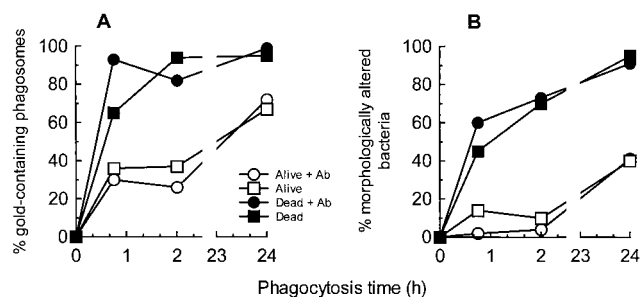 A
B
% gold-containing phagosomes
100
80
60
40
20
0
0
1
2
23
24
Alive + Ab
Alive
Dead + Ab
Dead
% morphologically altered
bacteria
100
80
60
40
20
0
0
1
2
23
24
Phagocytosis time (h)